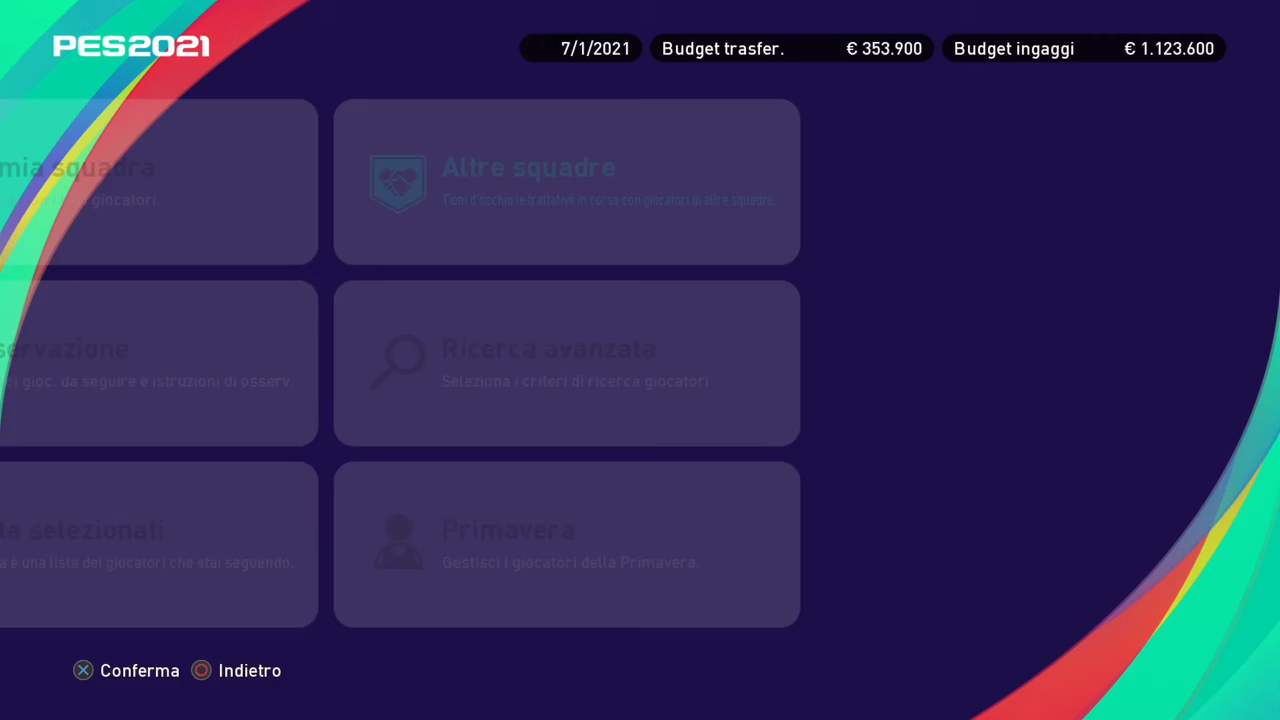 PES2021
7/1/2021 Budget trasfer. € 353.900 Budget ingaggi € 1.123.600
mia squadra
giocatori
Altre squadre
Tieni d'occhio le trattative in corso con giocatori di altre squadre.
servazione
ci gioc. da seguire e istruzioni di osserv.
Ricerca avanzata
Seleziona i criteri di ricerca giocatori
ta selezionati
a è una lista dei giocatori che stai seguendo.
Primavera
Gestisci i giocatori della Primavera.
Conferma Indietro